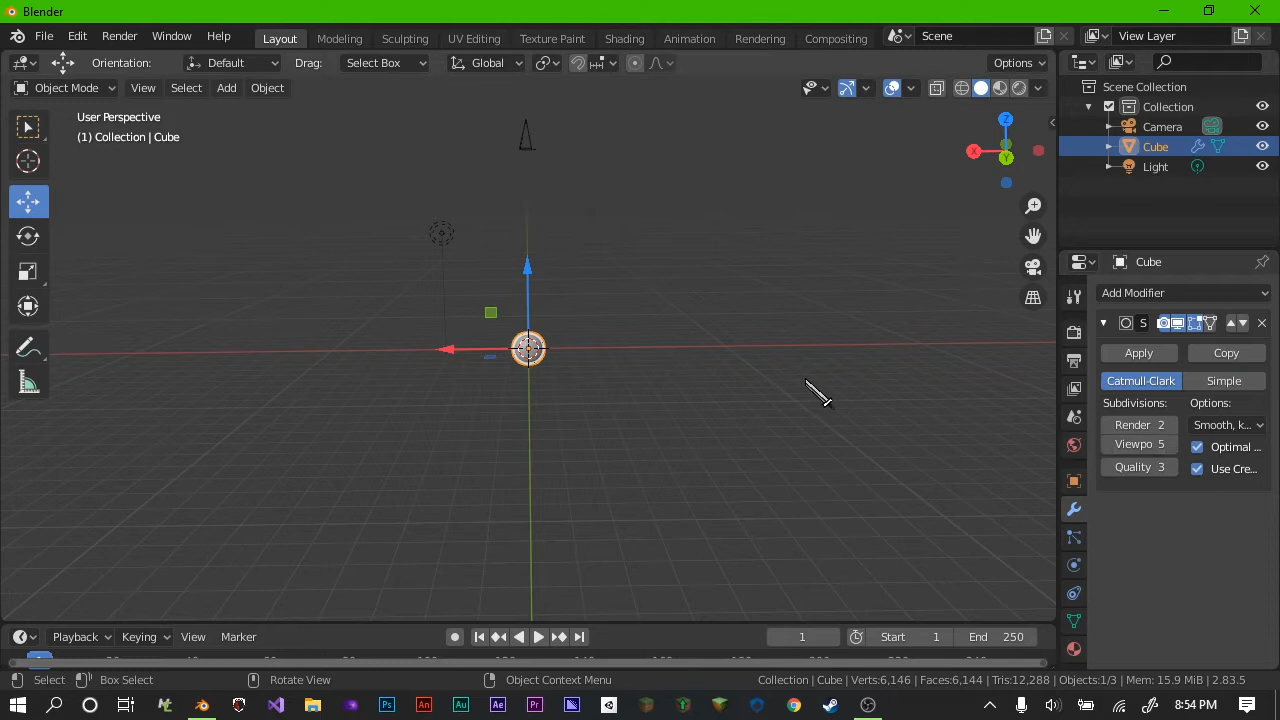 Blender
File Edit Render Window Help Layout Modeling Sculpting UV Editing Texture Paint Shading Animation Rendering Compositing Scene View Layer
Orientation: Default Drag: Select Box Global Options
Object Mode View Select Add Object
User Perspective
(1) Collection | Cube
Z
X
Y
Scene Collection
Collection
Camera
Cube
Light
Cube
Add Modifier
S
Apply Copy
Catmull-Clark Simple
Subdivisions: Options:
Render 2 Smooth, k...
Viewpo 5 Optimal ...
Quality 3 Use Cre...
Playback Keying View Marker 1 Start 1 End 250
Select Box Select Rotate View Object Context Menu Collection | Cube | Verts:6,146 | Faces:6,144 | Tris:12,288 | Objects:1/3 | Mem: 15.9 MiB | 2.83.5
Ps An Au Ae Pr 8:54 PM